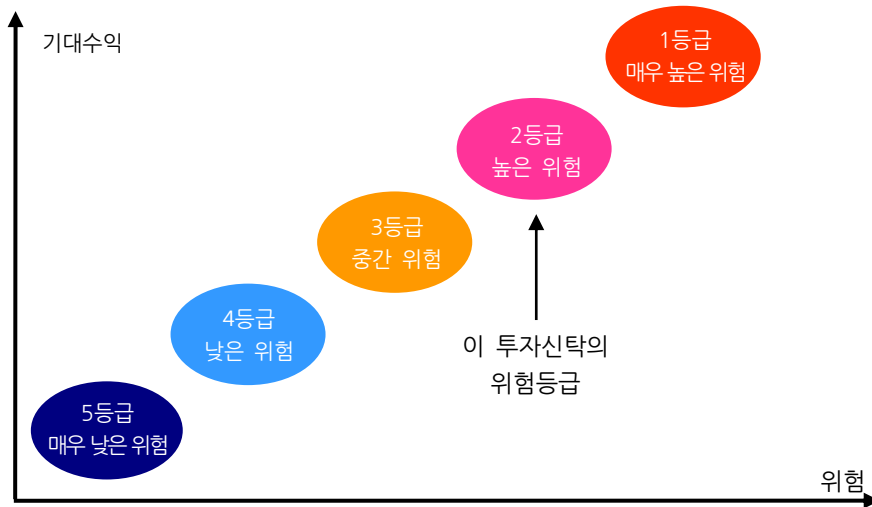 기대수익
1등급
매우 높은 위험
2등급
높은 위험
3등급
중간 위험
4등급
낮은 위험
이 투자신탁의
위험등급
5등급
매우 낮은 위험
위험